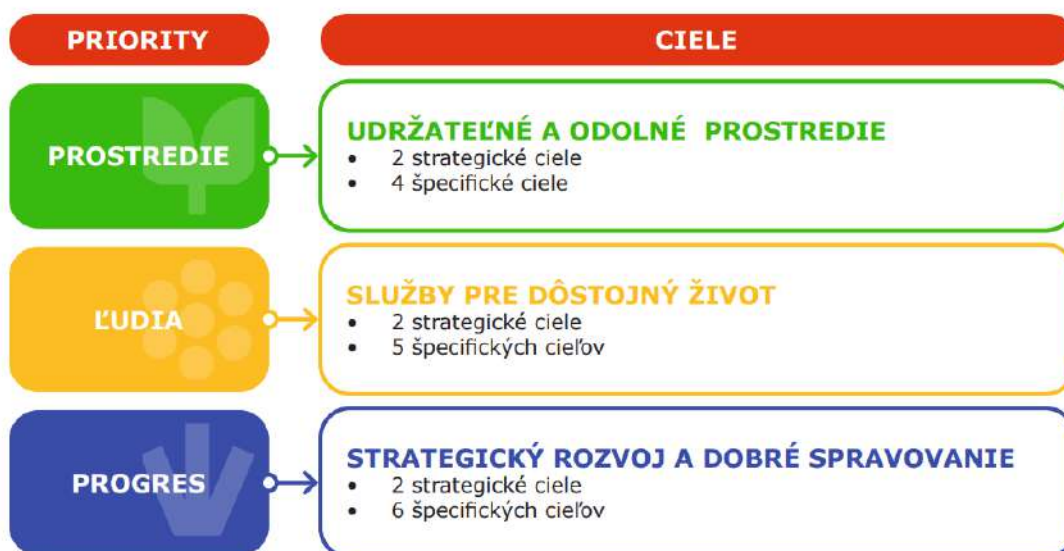 PRIORITY
CIELE
PROSTREDIE
UDRŽATEĽNÉ A ODOLNÉ PROSTREDIE
• 2 strategické ciele
• 4 špecifické ciele
ĽUDIA
SLUŽBY PRE DÔSTOJNÝ ŽIVOT
• 2 strategické ciele
• 5 špecifických cieľov
PROGRES
STRATEGICKÝ ROZVOJ A DOBRÉ SPRAVOVANIE
• 2 strategické ciele
• 6 špecifických cieľov